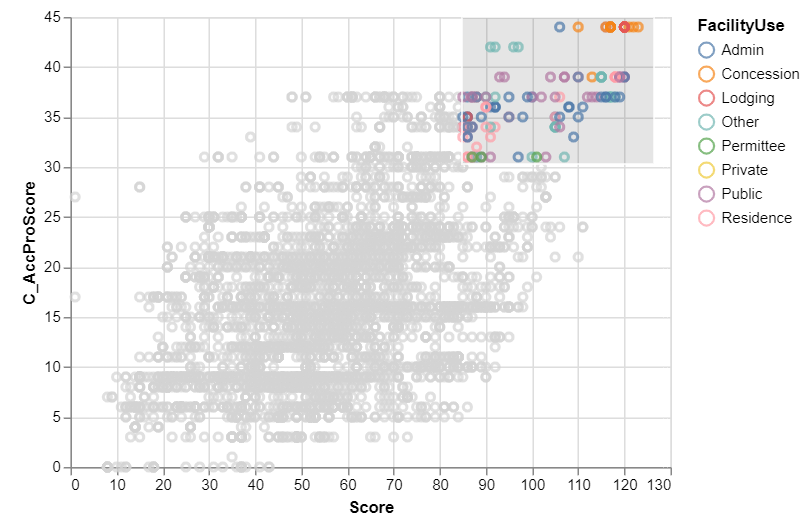 45
40
35
30
25
20
15
10
5
0
C_AccProScore
0 10 20 30 40 50 60 70 80 90 100 110 120 130
Score
FacilityUse
Admin
Concession
Lodging
Other
Permittee
Private
Public
Residence